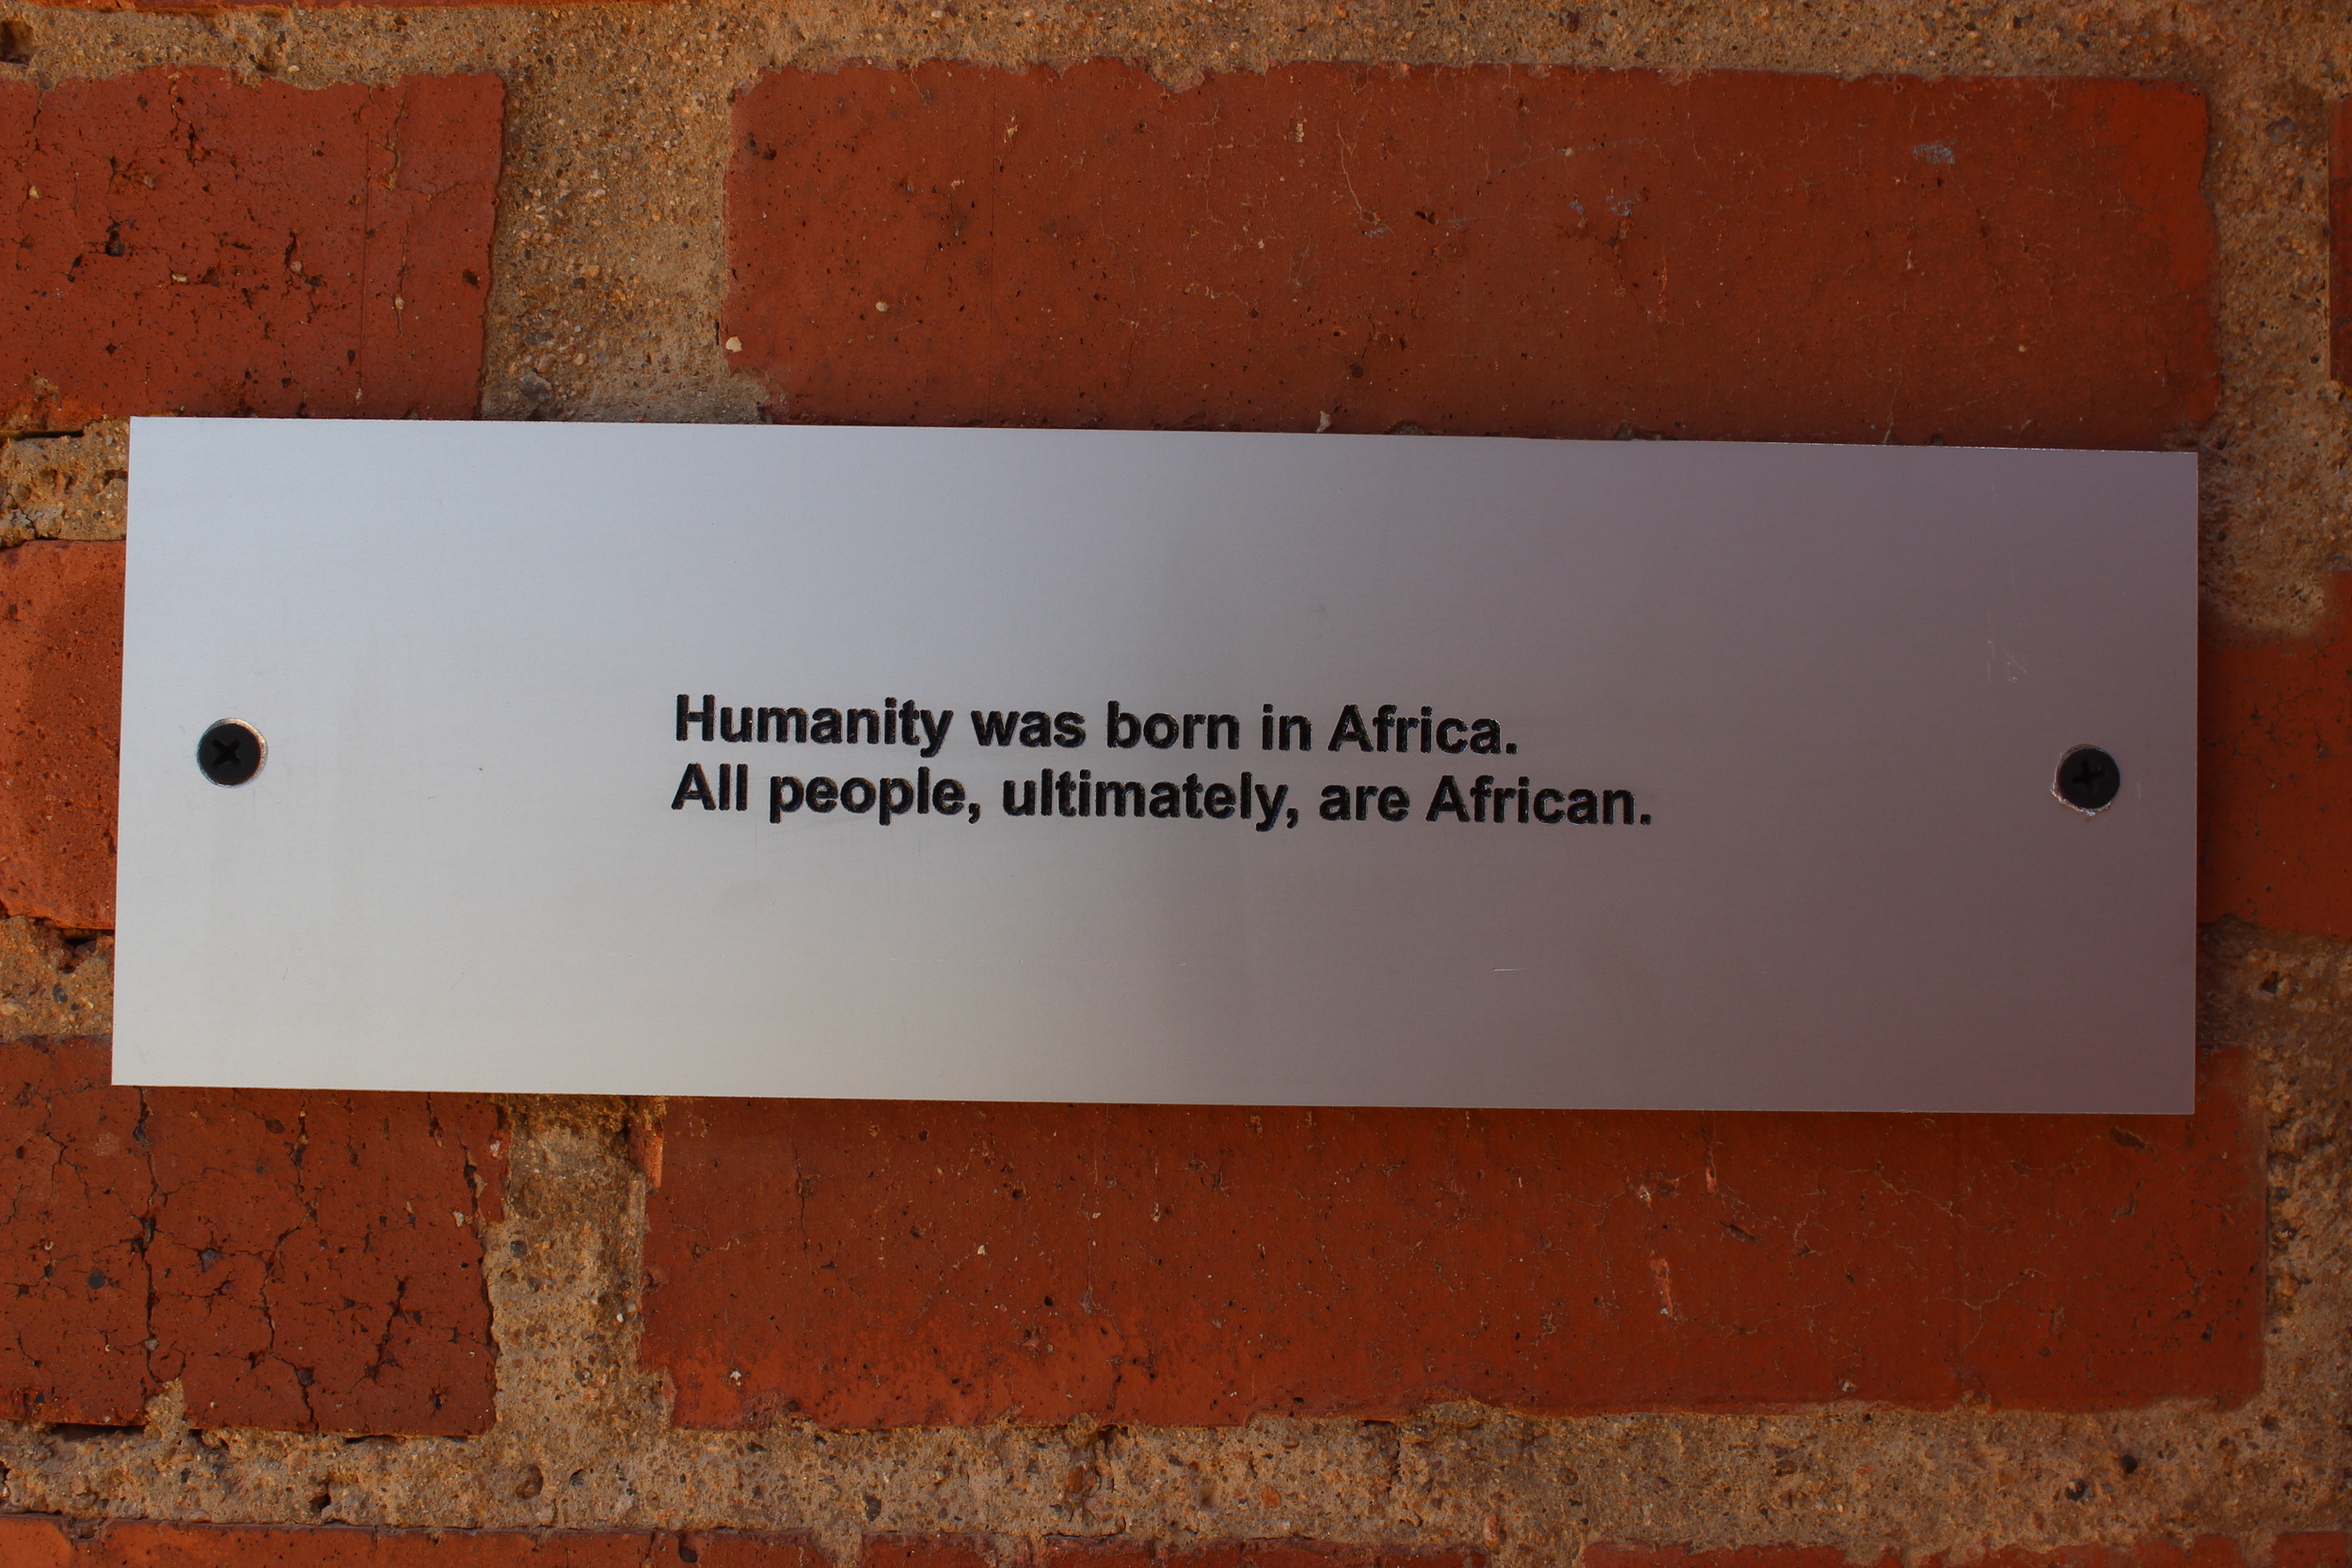 Humanity was born in Africa.
All people, ultimately, are African.